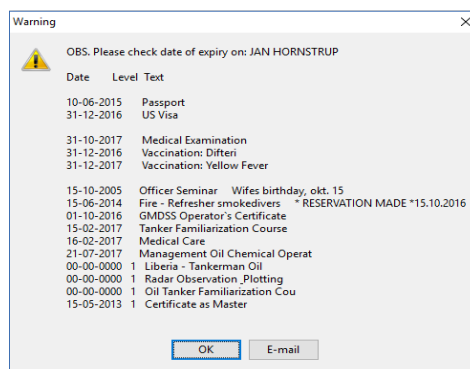 Warning
OBS. Please check date of expiry on: JAN HORNSTRUP
Date Level Text
10-06-2015 Passport
31-12-2016 US Visa
31-10-2017 Medical Examination
31-12-2016 Vaccination: Difteri
31-12-2017 Vaccination: Yellow Fever
15-10-2005 Officer Seminar Wifes birthday, okt. 15
15-06-2014 Fire - Refresher smokedivers * RESERVATION MADE *15.10.2016
01-10-2016 GMDSS Operator`s Certificate
15-02-2017 Tanker Familiarization Course
16-02-2017 Medical Care
21-07-2017 Management Oil Chemical Operat
00-00-0000 1 Liberia - Tankerman Oil
00-00-0000 1 Radar Observation _Plotting
00-00-0000 1 Oil Tanker Familiarization Cou
15-05-2013 1 Certificate as Master
OK E-mail